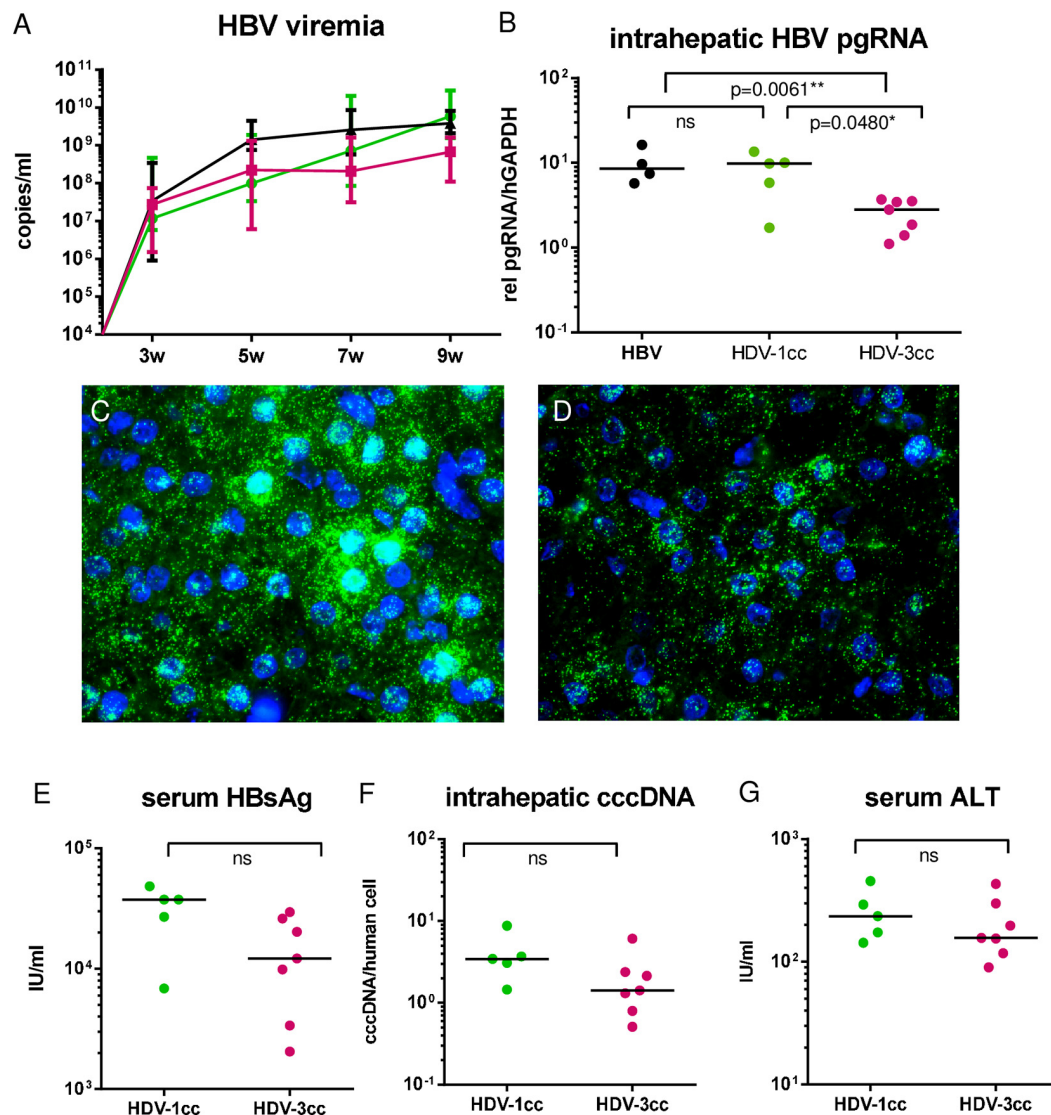 A
HBV viremia
copies/ml
10¹¹
10¹⁰
10⁹
10⁸
10⁷
10⁶
10⁵
10⁴
3w
5w
7w
9w
B
intrahepatic HBV pgRNA
rel pgRNA/hGAPDH
10²
10¹
10⁰
10⁻¹
p=0.0061**
ns
p=0.0480*
HBV
HDV-1cc
HDV-3cc
C
D
E
serum HBsAg
IU/ml
10⁵
10⁴
10³
ns
HDV-1cc
HDV-3cc
F
intrahepatic cccDNA
cccDNA/human cell
10²
10¹
10⁰
10⁻¹
ns
HDV-1cc
HDV-3cc
G
serum ALT
IU/ml
10³
10²
10¹
ns
HDV-1cc
HDV-3cc